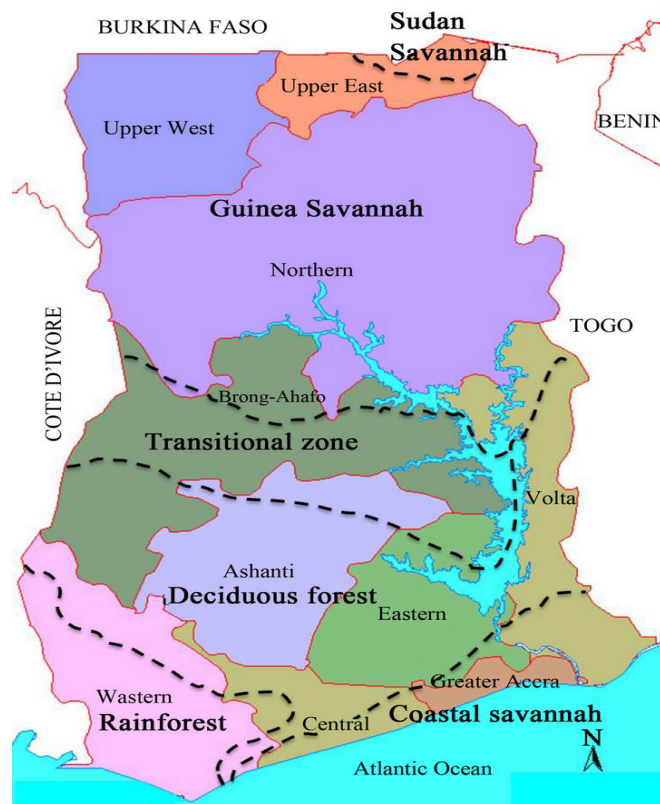 BURKINA FASO
Sudan
Savannah
Upper East
Upper West
BENIN
Guinea Savannah
Northern
TOGO
COTE D'IVORE
Brong-Ahafo
Transitional zone
Volta
Ashanti
Deciduous forest
Eastern
Wastern
Rainforest
Greater Accra
Central
Coastal savannah
N
Atlantic Ocean